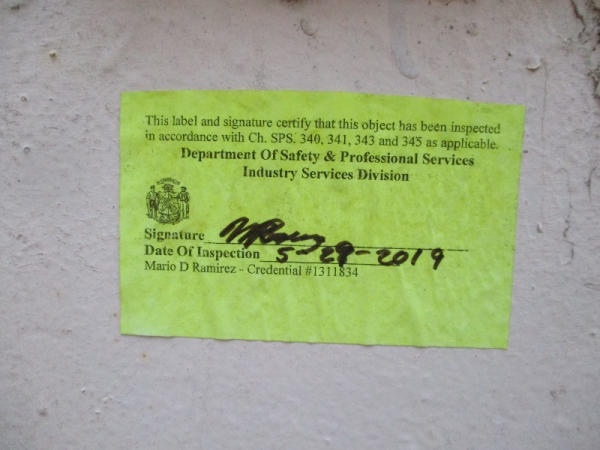 This label and signature certify that this object has been inspected
in accordance with Ch. SPS. 340, 341, 343 and 345 as applicable.
Department Of Safety & Professional Services
Industry Services Division
Signature
Date Of Inspection 5-29-2019
Mario D Ramirez - Credential #1311834